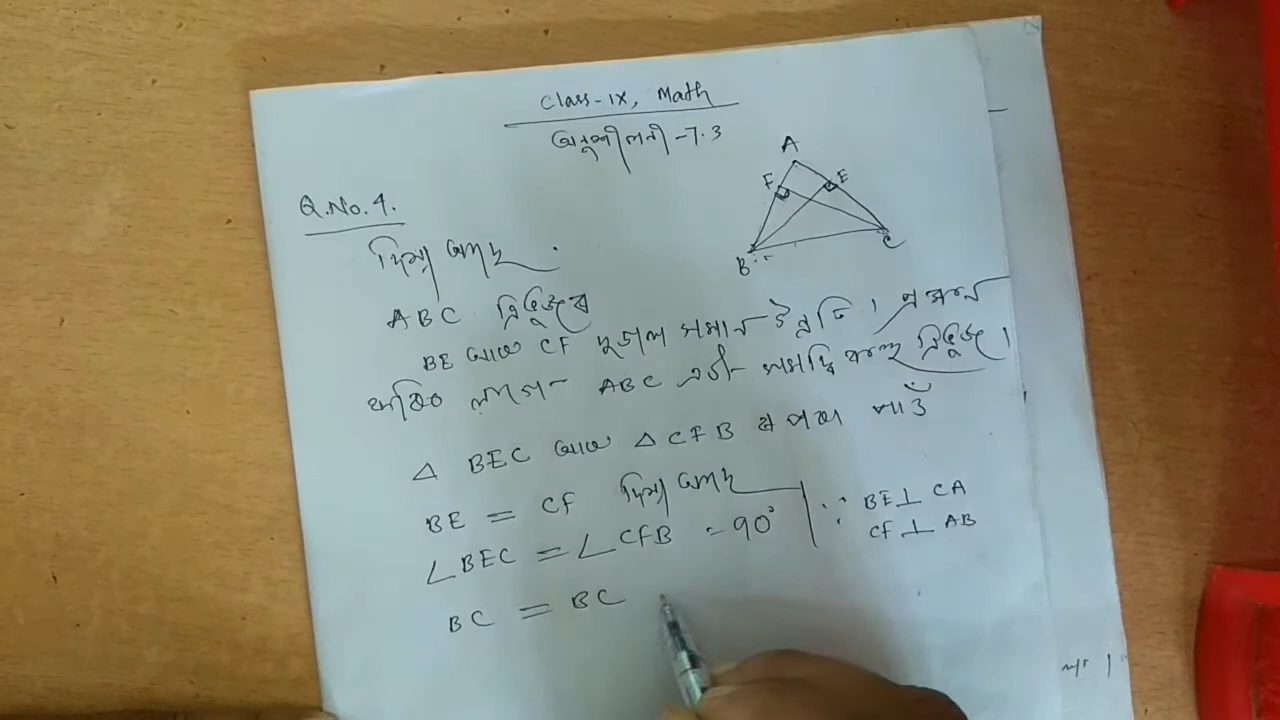 Class-IX, Math
অনুশীলনী-7.3
Q.No.4.
দিয়া আছে
A
F
E
B
C
ABC ত্ৰিভুজৰ
BE আৰু CF দুডাল সমান উন্নতি। প্ৰমাণ
কৰিব লাগে ABC এটা সমদ্বিবাহু ত্ৰিভুজ।
△ BEC আৰু △ CFB ৰ পৰা পাওঁ
BE = CF দিয়া আছে
∠BEC = ∠CFB = 90° ∵ BE⊥CA
CF⊥AB
BC = BC